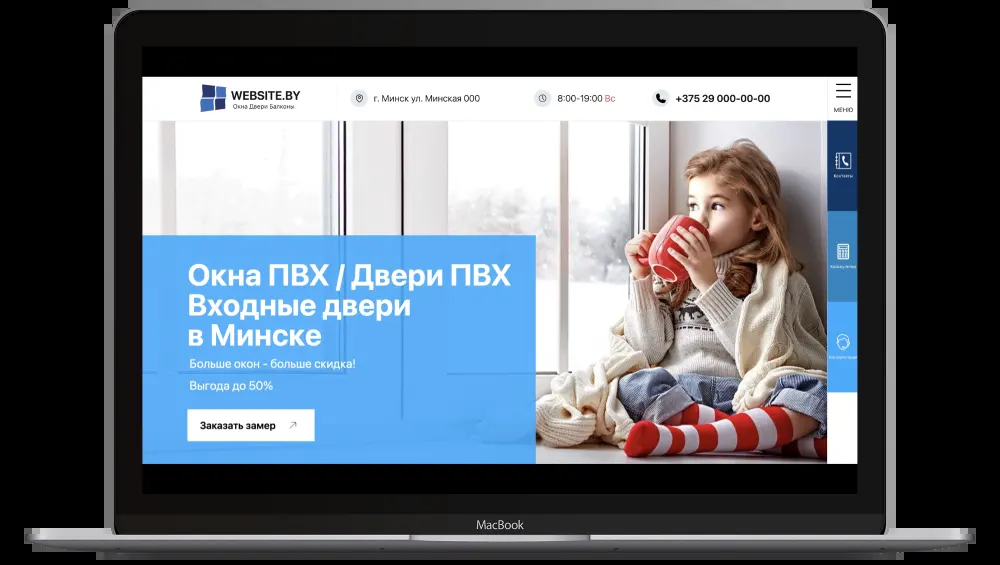 WEBSITE.BY
Окна Двери Балконы
г. Минск ул. Минская 000
8:00-19:00 Вс
+375 29 000-00-00
МЕНЮ
Контакты
Окна ПВХ / Двери ПВХ
Входные двери
в Минске
Больше окон - больше скидка!
Выгода до 50%
Заказать замер
MacBook